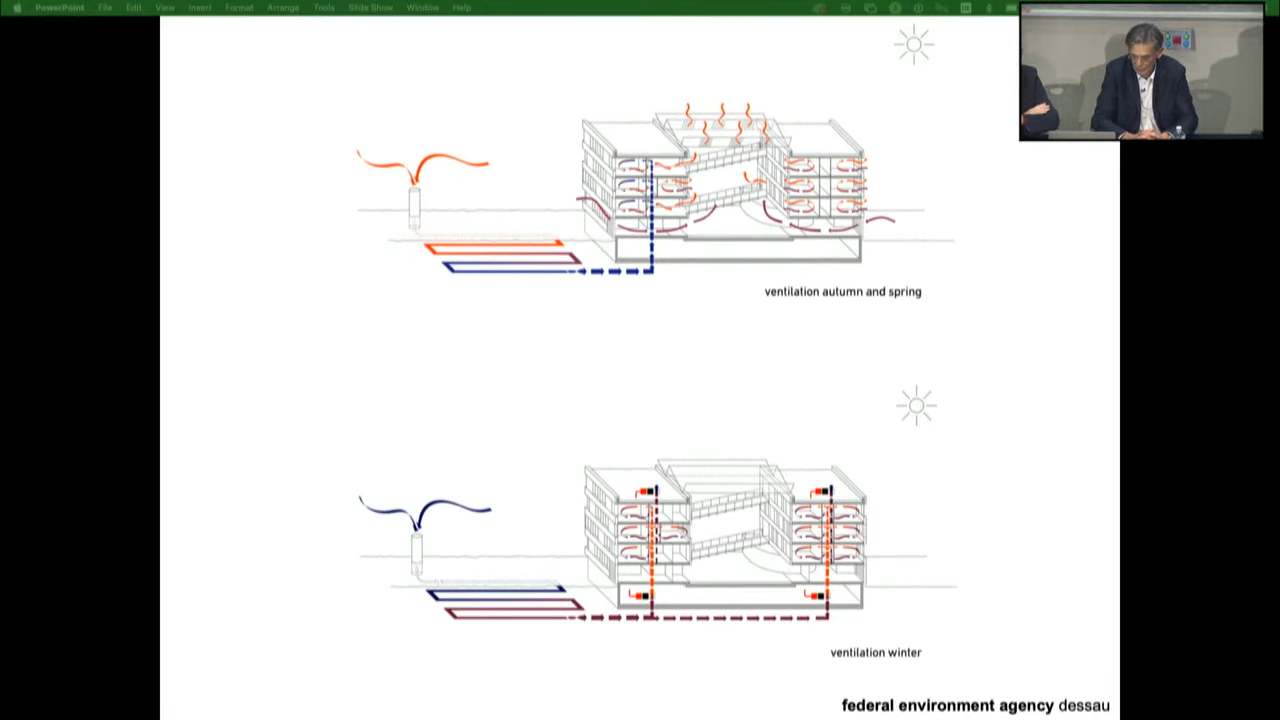 PowerPoint File Edit View Insert Format Arrange Tools Slide Show Window Help
ventilation autumn and spring
ventilation winter
federal environment agency dessau